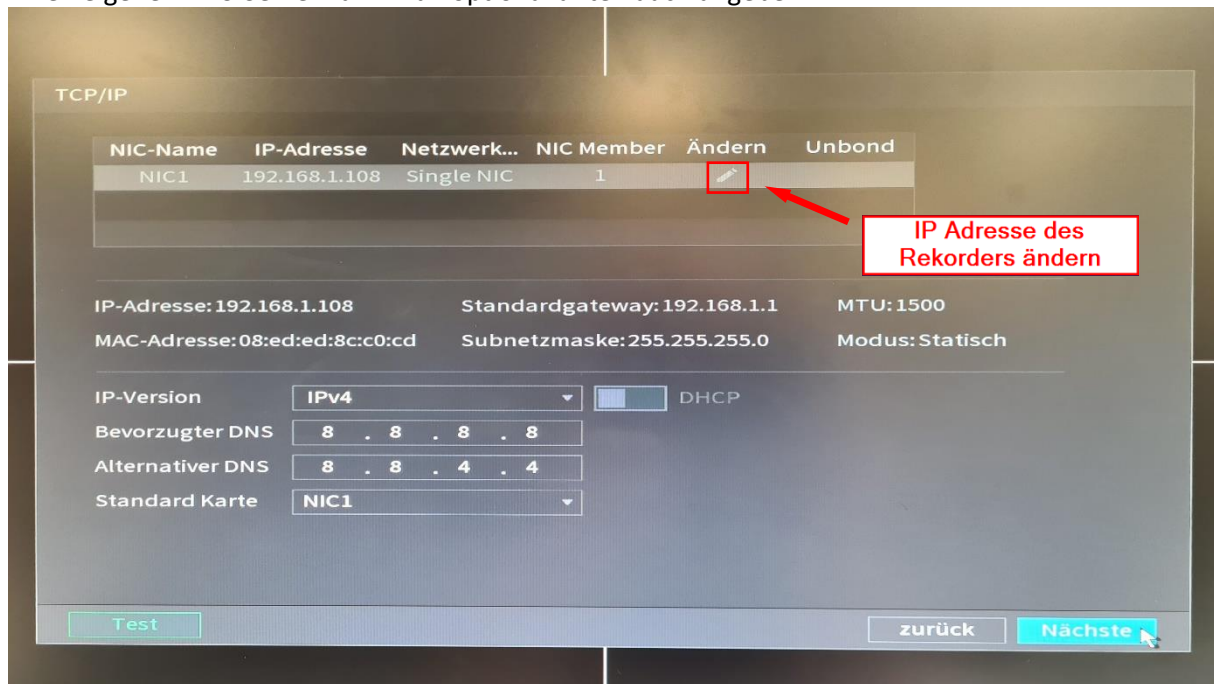 TCP/IP
NIC-Name IP-Adresse Netzwerk... NIC Member Ändern Unbond
NIC1 192.168.1.108 Single NIC 1
IP Adresse des
Rekorders ändern
IP-Adresse:192.168.1.108 Standardgateway:192.168.1.1 MTU:1500
MAC-Adresse:08:ed:ed:8c:c0:cd Subnetzmaske:255.255.255.0 Modus:Statisch
IP-Version IPv4 DHCP
Bevorzugter DNS 8 . 8 . 8 . 8
Alternativer DNS 8 . 8 . 4 . 4
Standard Karte NIC1
Test zurück Nächste